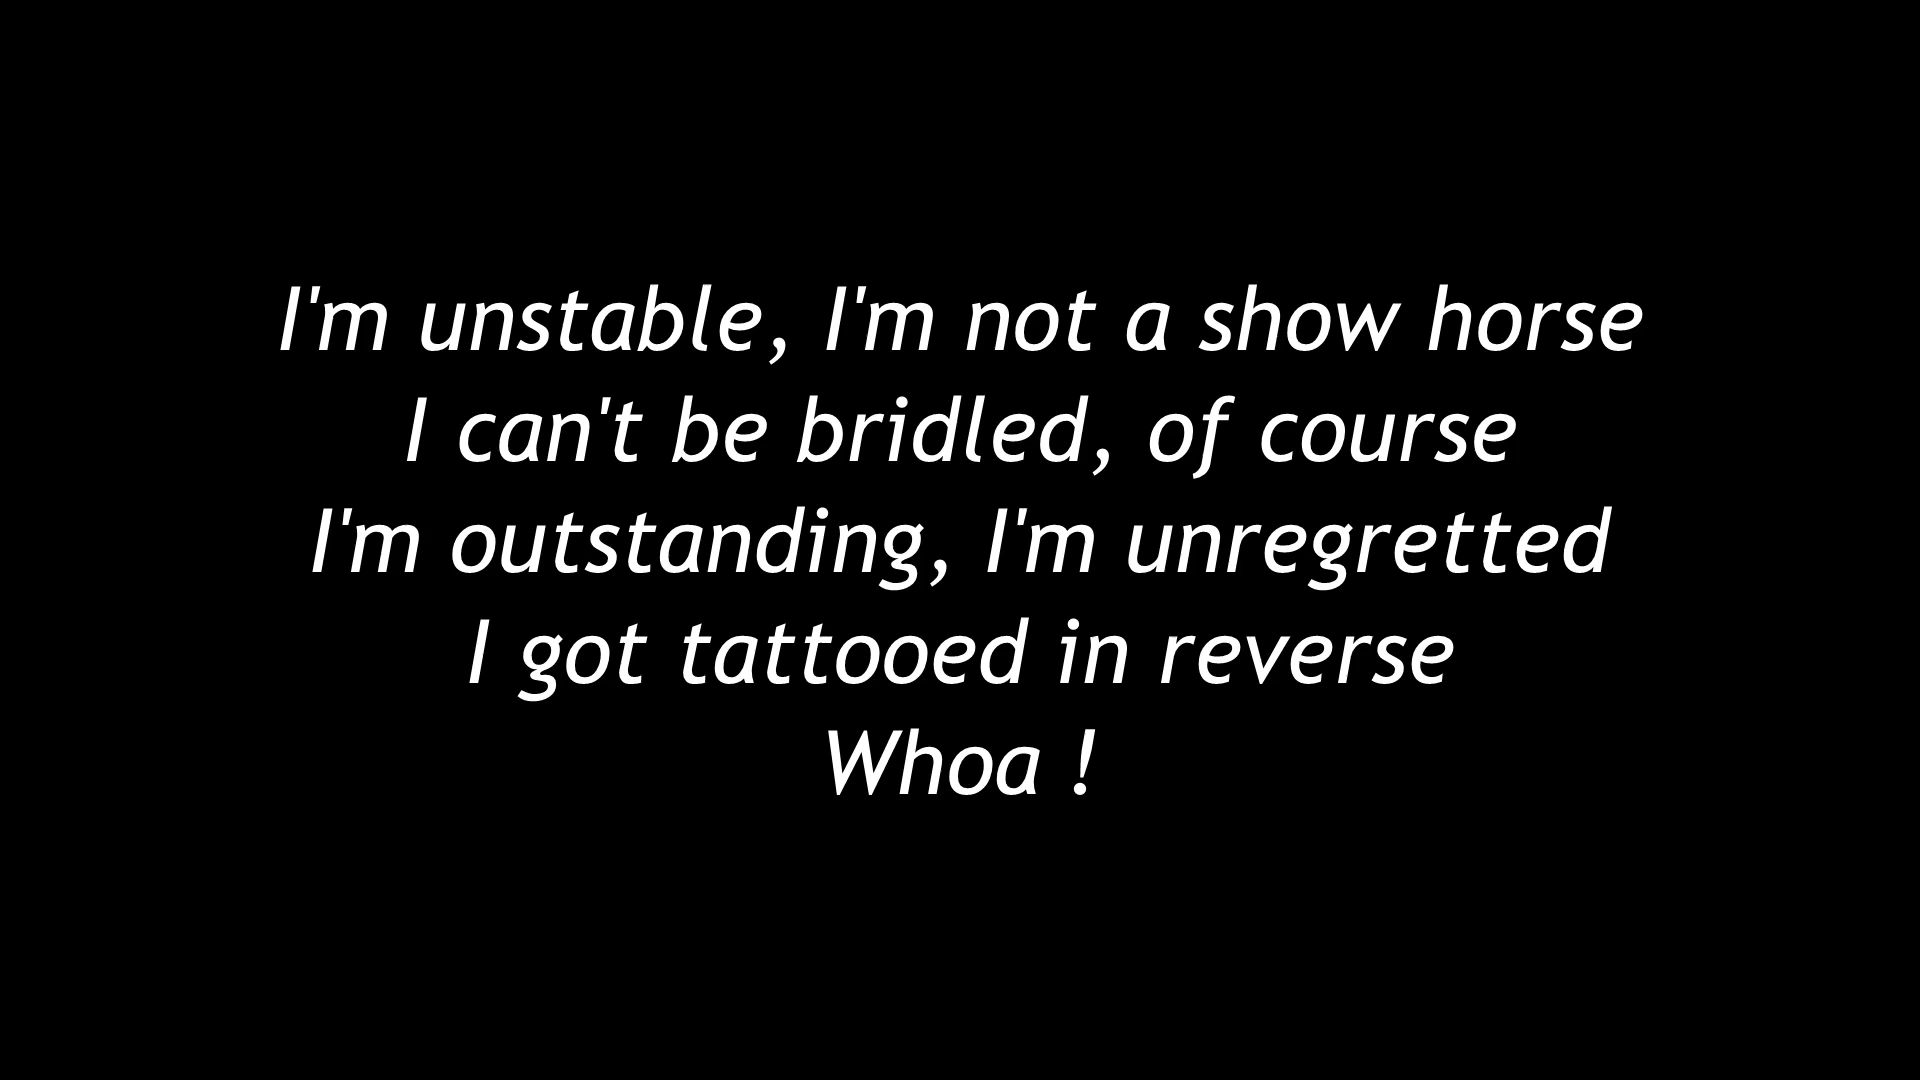 I'm unstable, I'm not a show horse
I can't be bridled, of course
I'm outstanding, I'm unregretted
I got tattooed in reverse
Whoa !